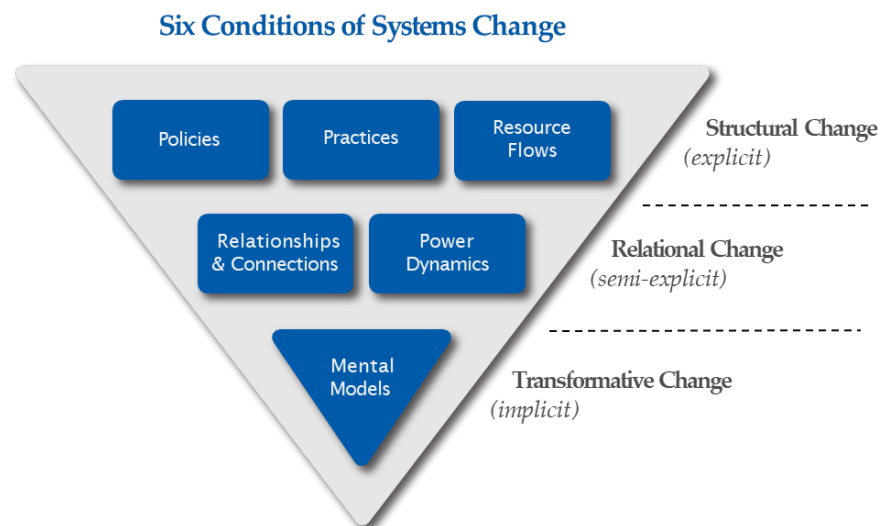 Six Conditions of Systems Change
Policies
Practices
Resource
Flows
Structural Change
(explicit)
Relationships
& Connections
Power
Dynamics
Relational Change
(semi-explicit)
Mental
Models
Transformative Change
(implicit)